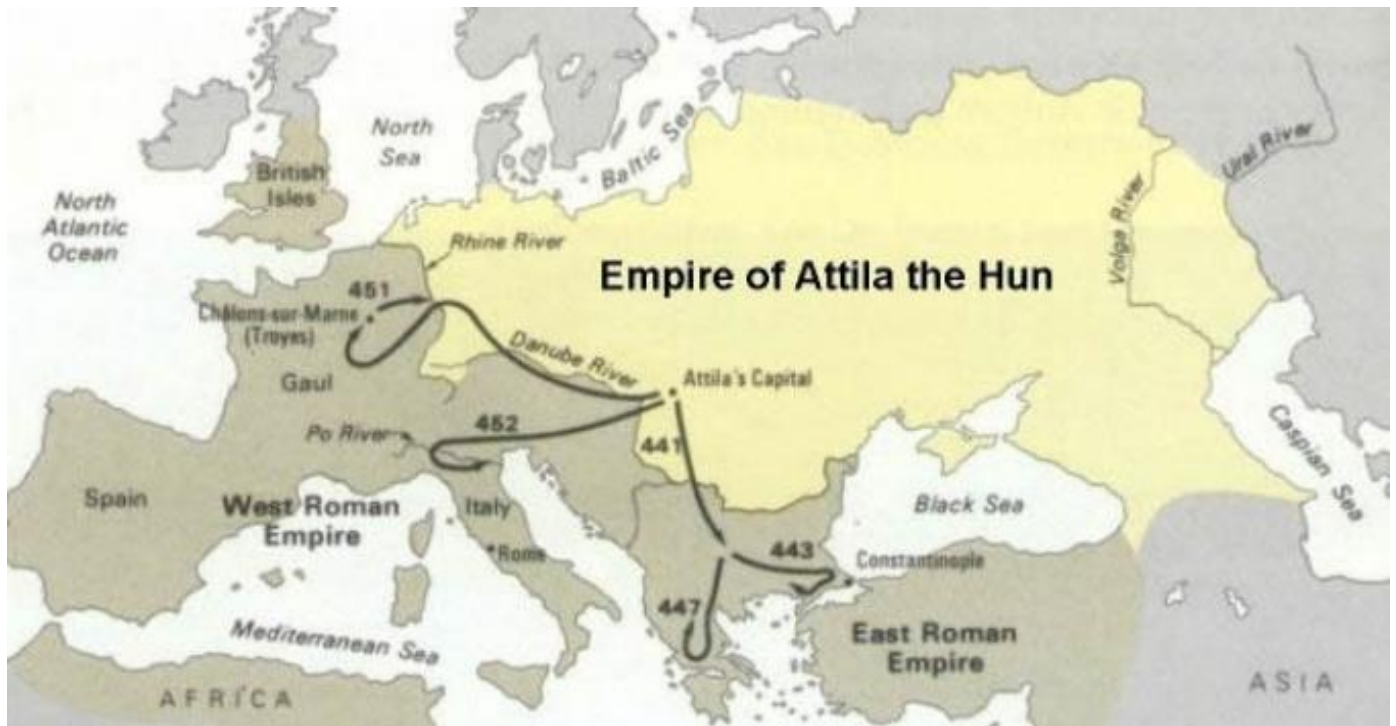 North
Sea
Baltic Sea
Ural River
British
Isles
North
Atlantic
Ocean
Volga River
Rhine River
Empire of Attila the Hun
451
Châlons-sur-Marne
(Troyes)
Danube River
Attila's Capital
Gaul
Po River
452
441
Caspian Sea
Spain
West Roman
Empire
Italy
Black Sea
Rome
443
Constantinople
447
Mediterranean Sea
East Roman
Empire
AFRICA
ASIA